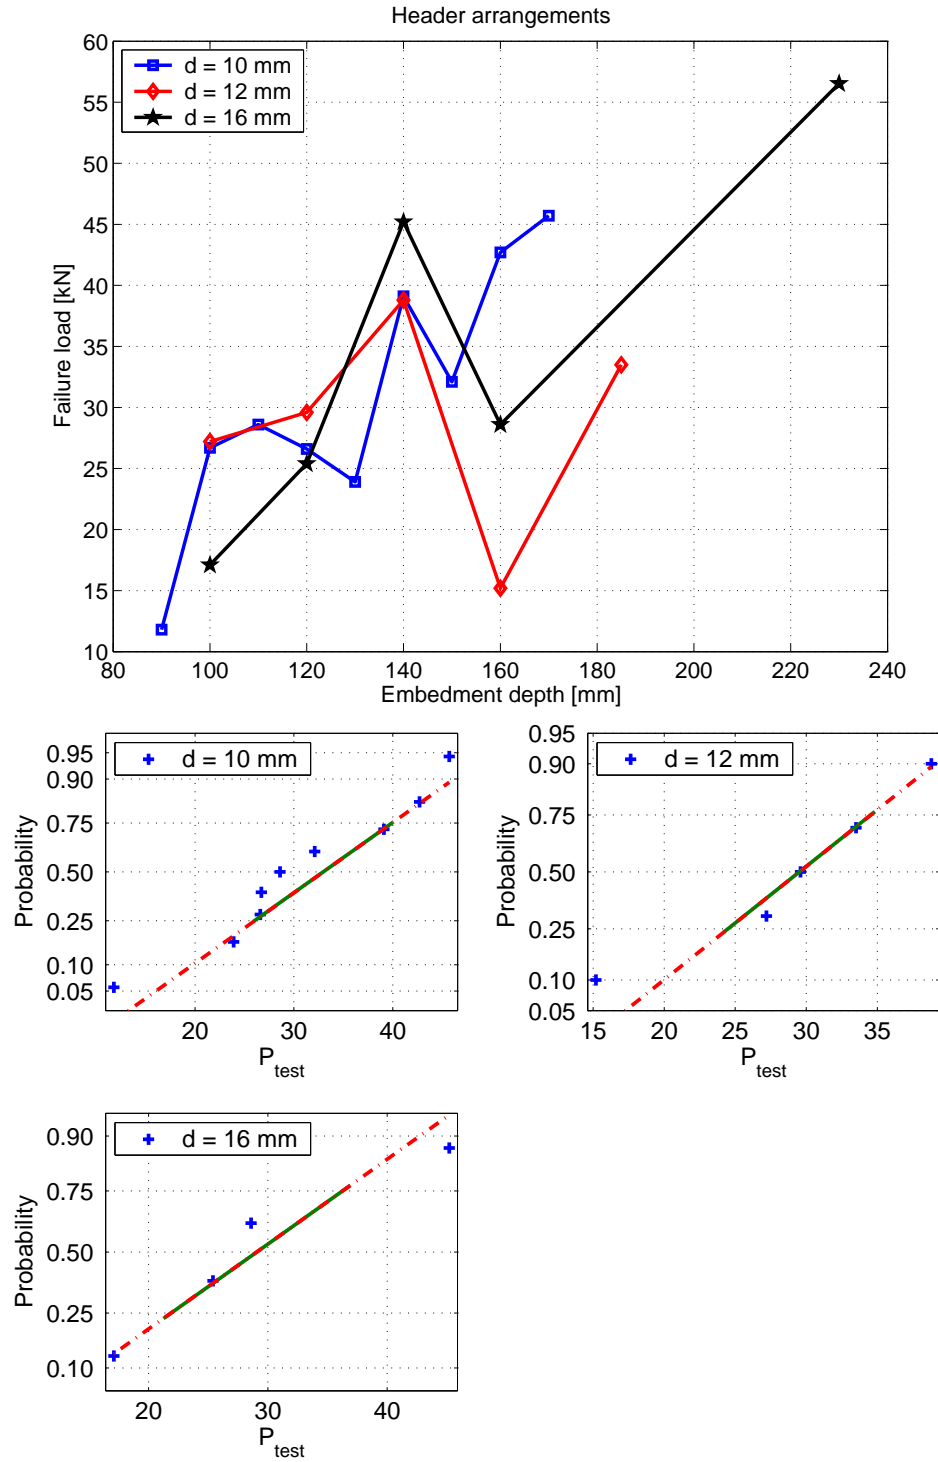 Header arrangements
60
55
50
45
40
35
30
25
20
15
10
Failure load [kN]
d = 10 mm
d = 12 mm
d = 16 mm
80 100 120 140 160 180 200 220 240
Embedment depth [mm]
0.95
0.90
0.75
0.50
0.25
0.10
0.05
Probability
d = 10 mm
20 30 40
P_test
0.95
0.90
0.75
0.50
0.25
0.10
0.05
Probability
d = 12 mm
15 20 25 30 35
P_test
0.90
0.75
0.50
0.25
0.10
Probability
d = 16 mm
20 30 40
P_test